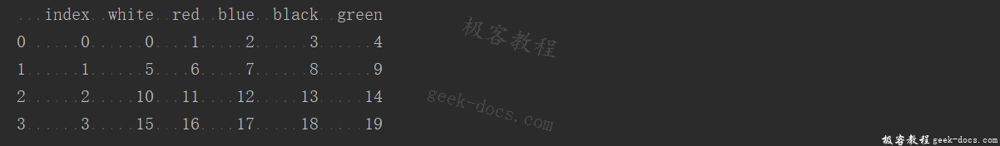 index white red blue black green
0 0 0 1 2 3 4
1 1 5 6 7 8 9
2 2 10 11 12 13 14
3 3 15 16 17 18 19
极客教程
geek-docs.com
极客教程 geek-docs.com